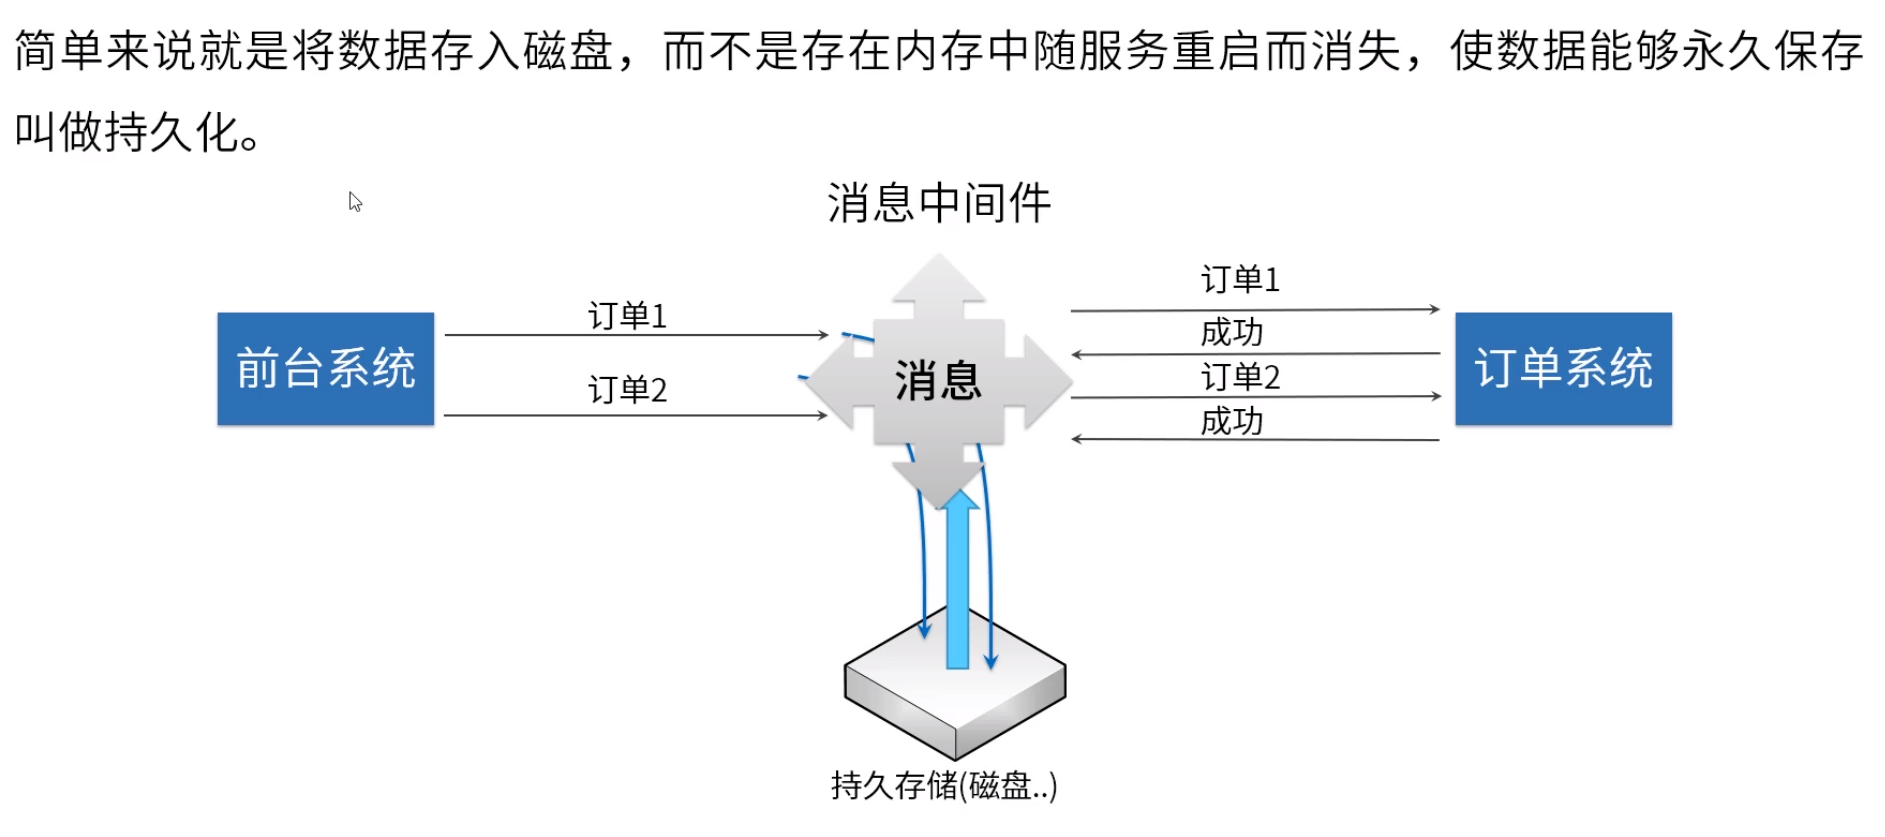 简单来说就是将数据存入磁盘，而不是存在内存中随服务重启而消失，使数据能够永久保存
叫做持久化。
消息中间件
前台系统
订单1
订单2
消息
订单1
成功
订单2
成功
订单系统
持久存储(磁盘..)